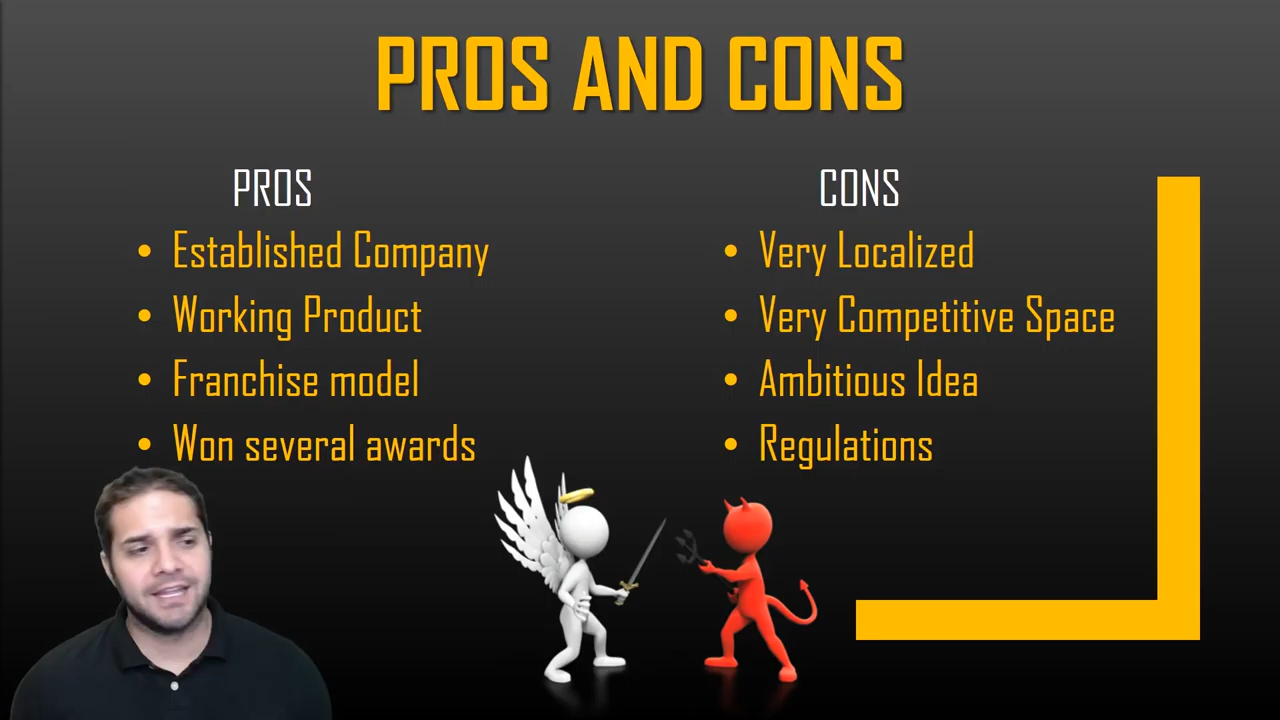 PROS AND CONS
PROS
• Established Company
• Working Product
• Franchise model
• Won several awards
CONS
• Very Localized
• Very Competitive Space
• Ambitious Idea
• Regulations